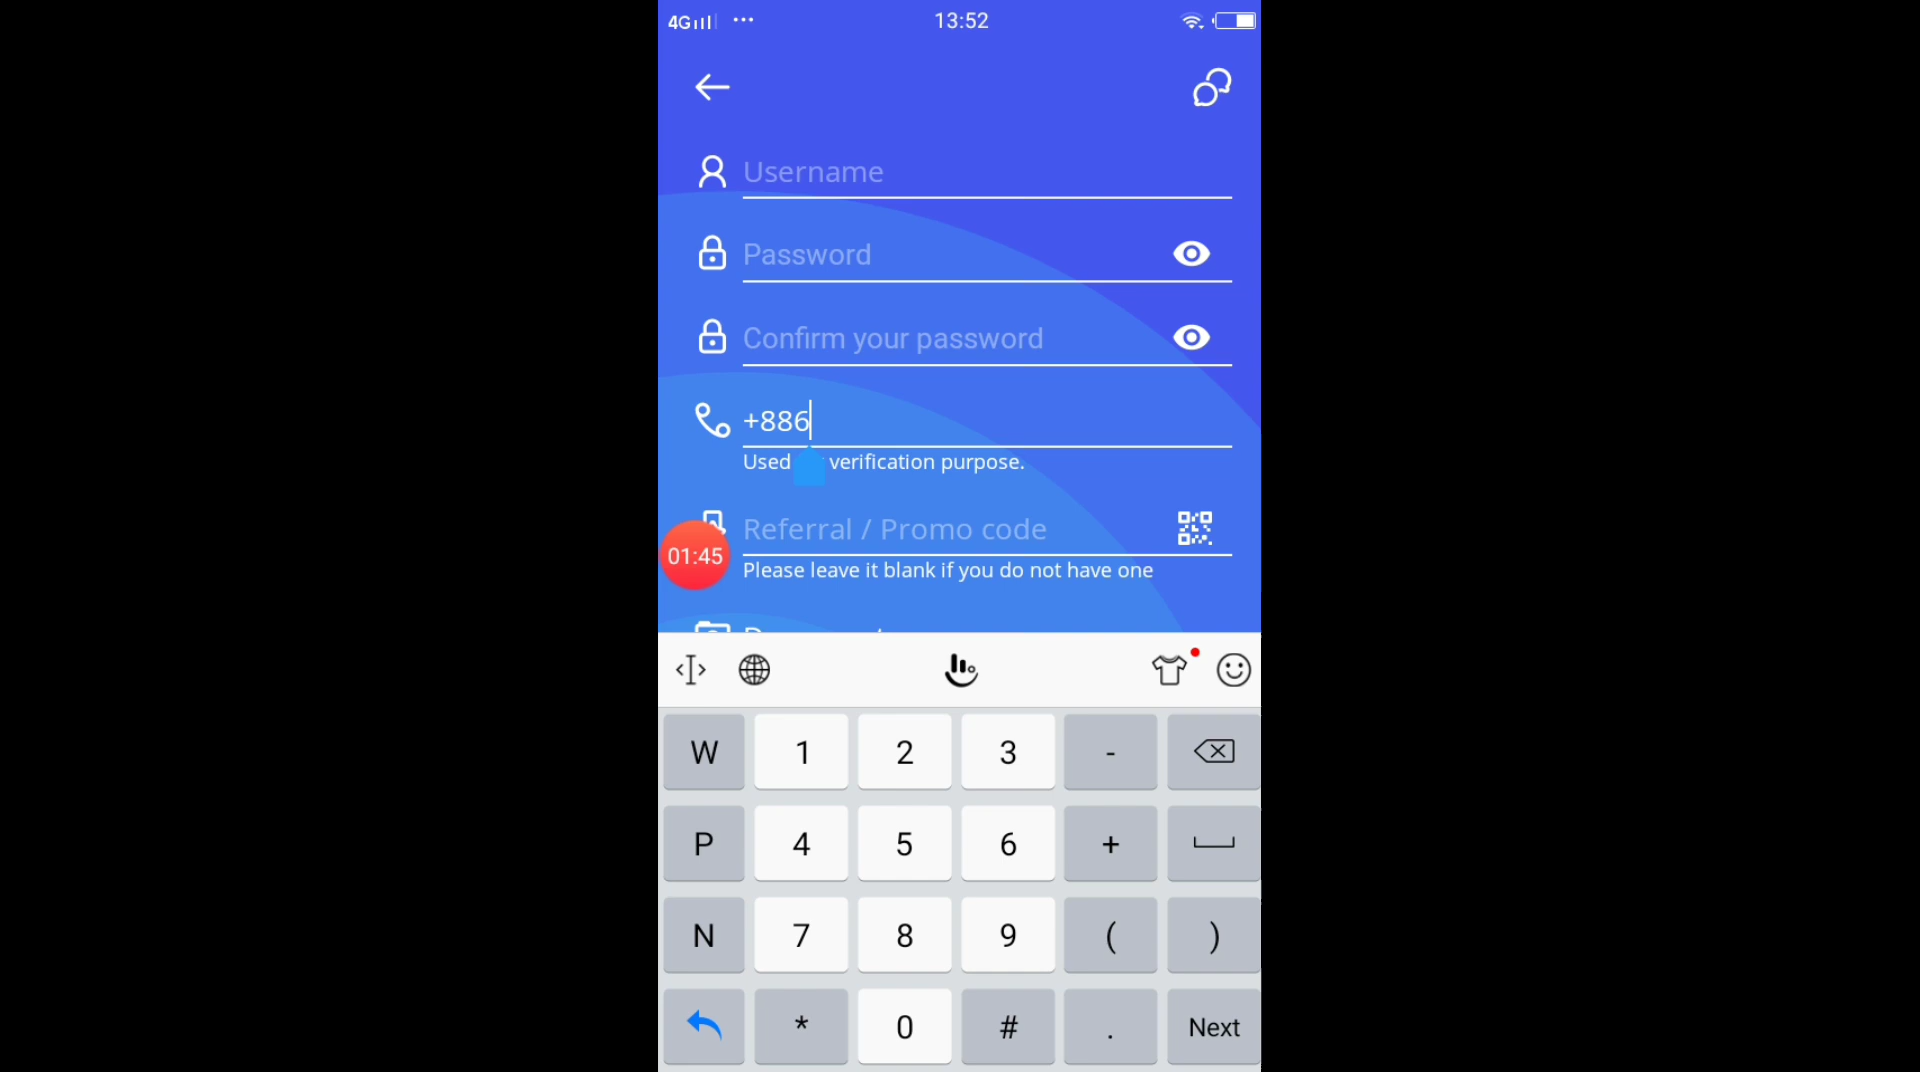 4G 13:52
Username
Password
Confirm your password
+886
Used verification purpose.
Referral / Promo code
01:45
Please leave it blank if you do not have one
W 1 2 3 -
P 4 5 6 +
N 7 8 9 ( )
* 0 # . Next